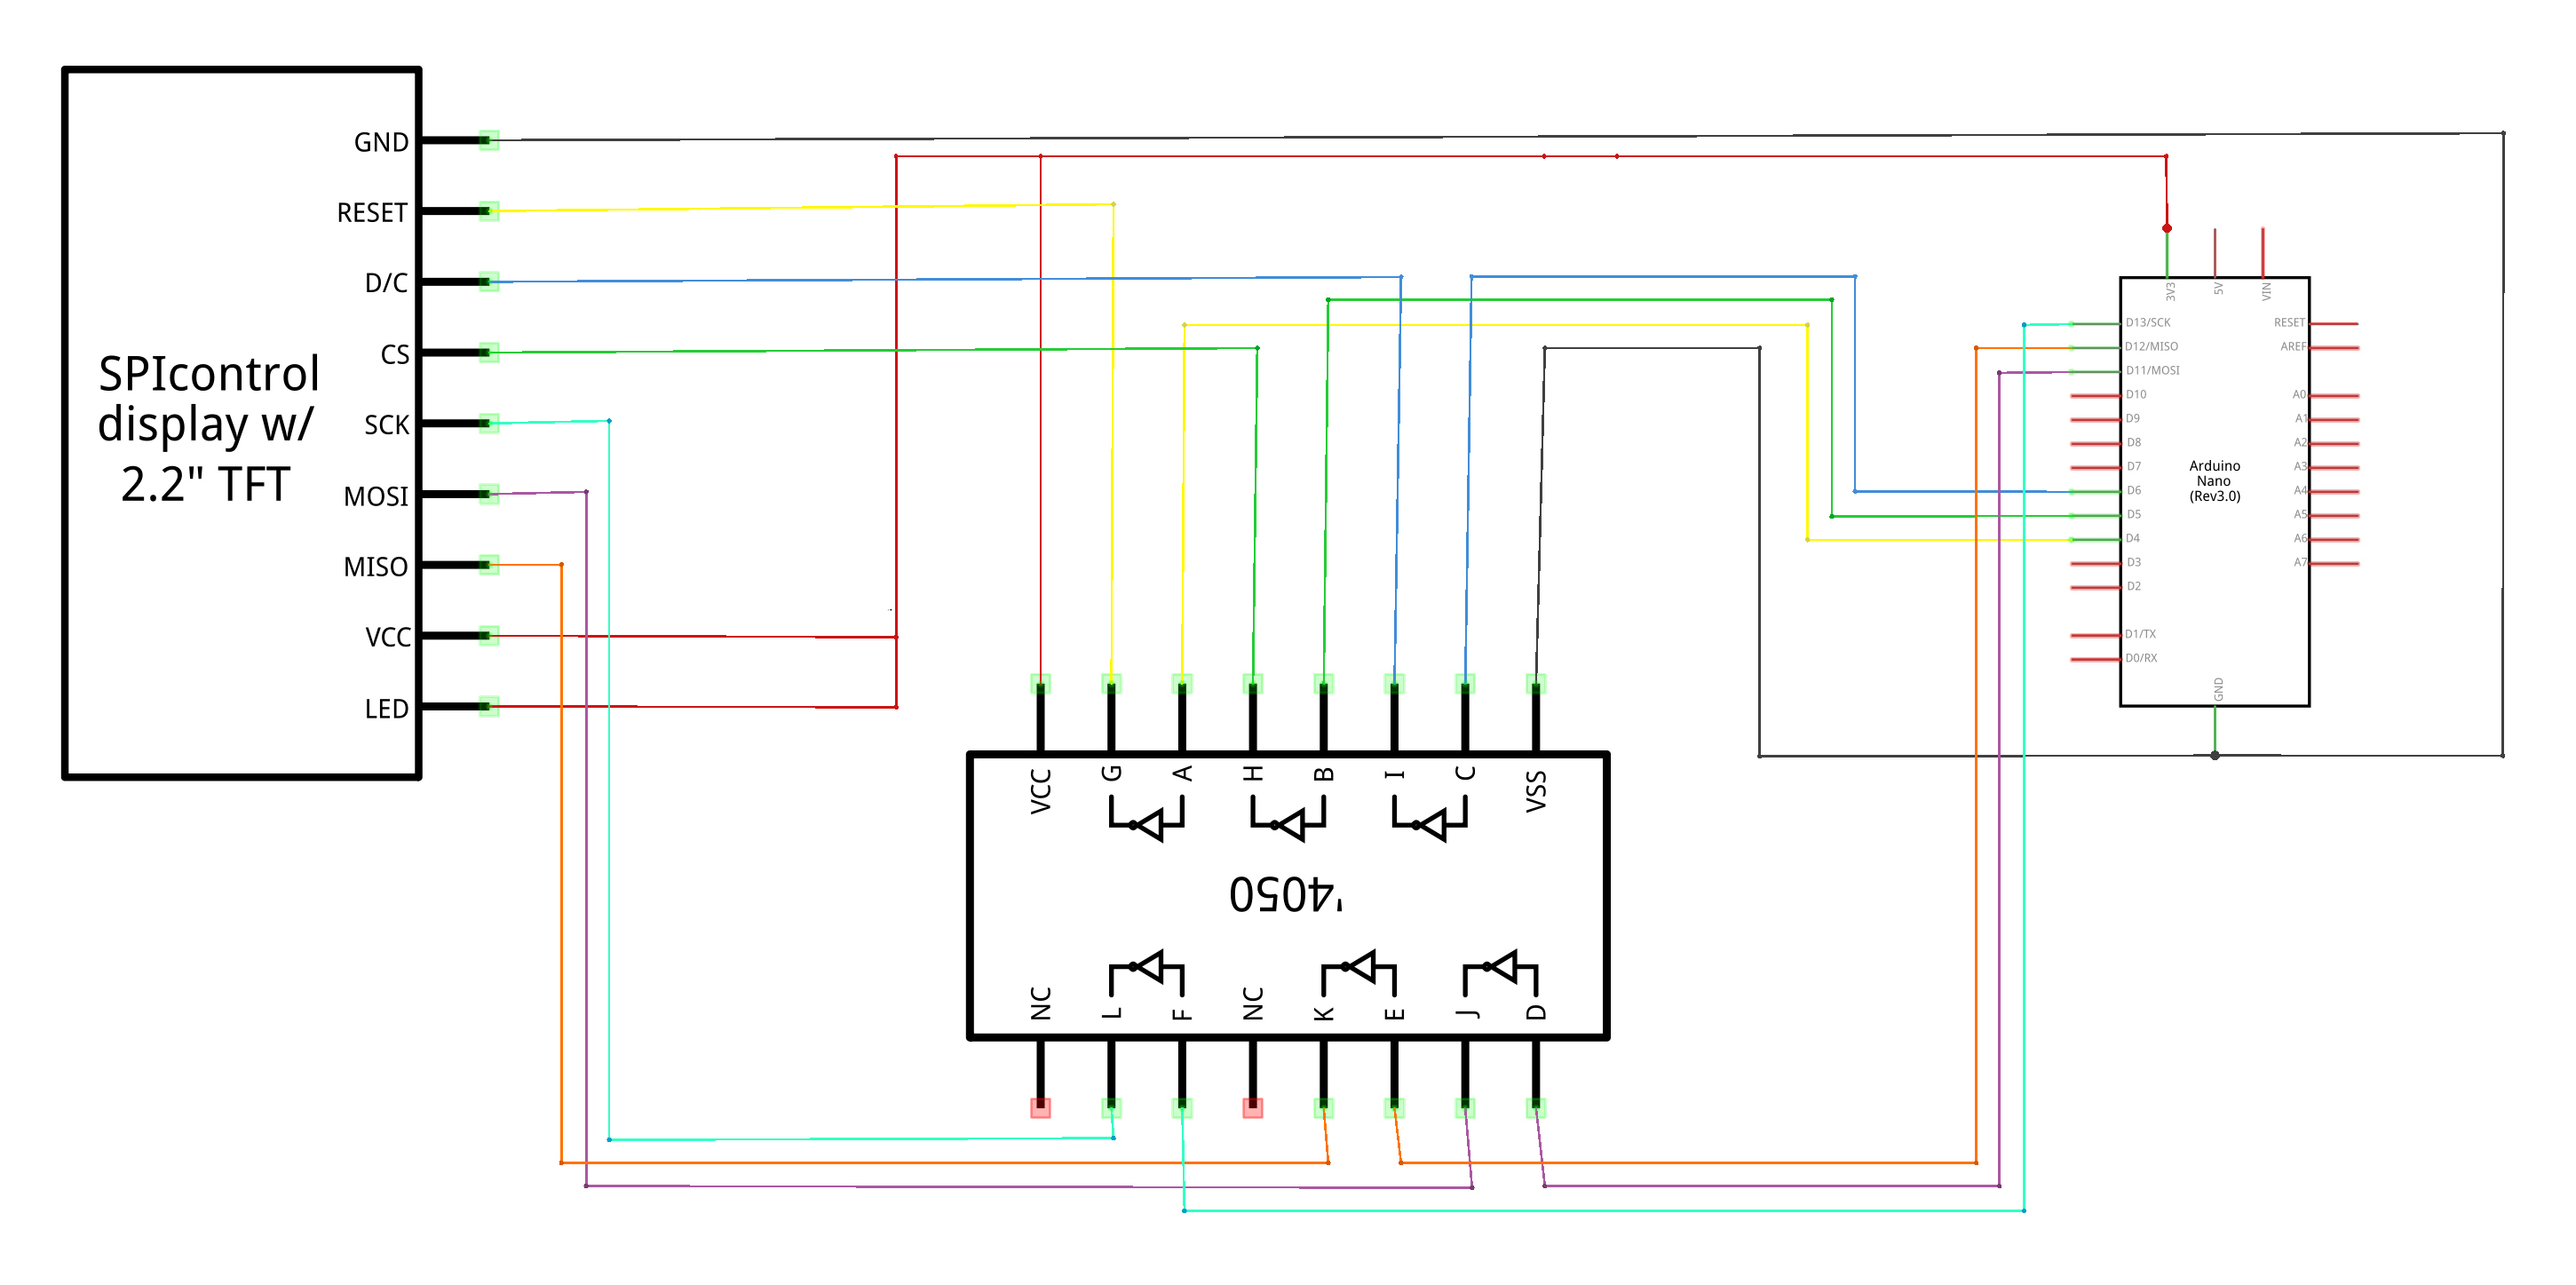 GND
RESET
D/C
CS
SCK
MOSI
MISO
VCC
LED
SPIcontrol
display w/
2.2" TFT
VCC
G
A
H
B
I
C
VSS
'4050
NC
L
F
NC
K
E
J
D
3V3
5V
VIN
D13/SCK
D12/MISO
D11/MOSI
D10
D9
D8
D7
D6
D5
D4
D3
D2
D1/TX
D0/RX
Arduino
Nano
(Rev3.0)
RESET
AREF
A0
A1
A2
A3
A4
A5
A6
A7
GND